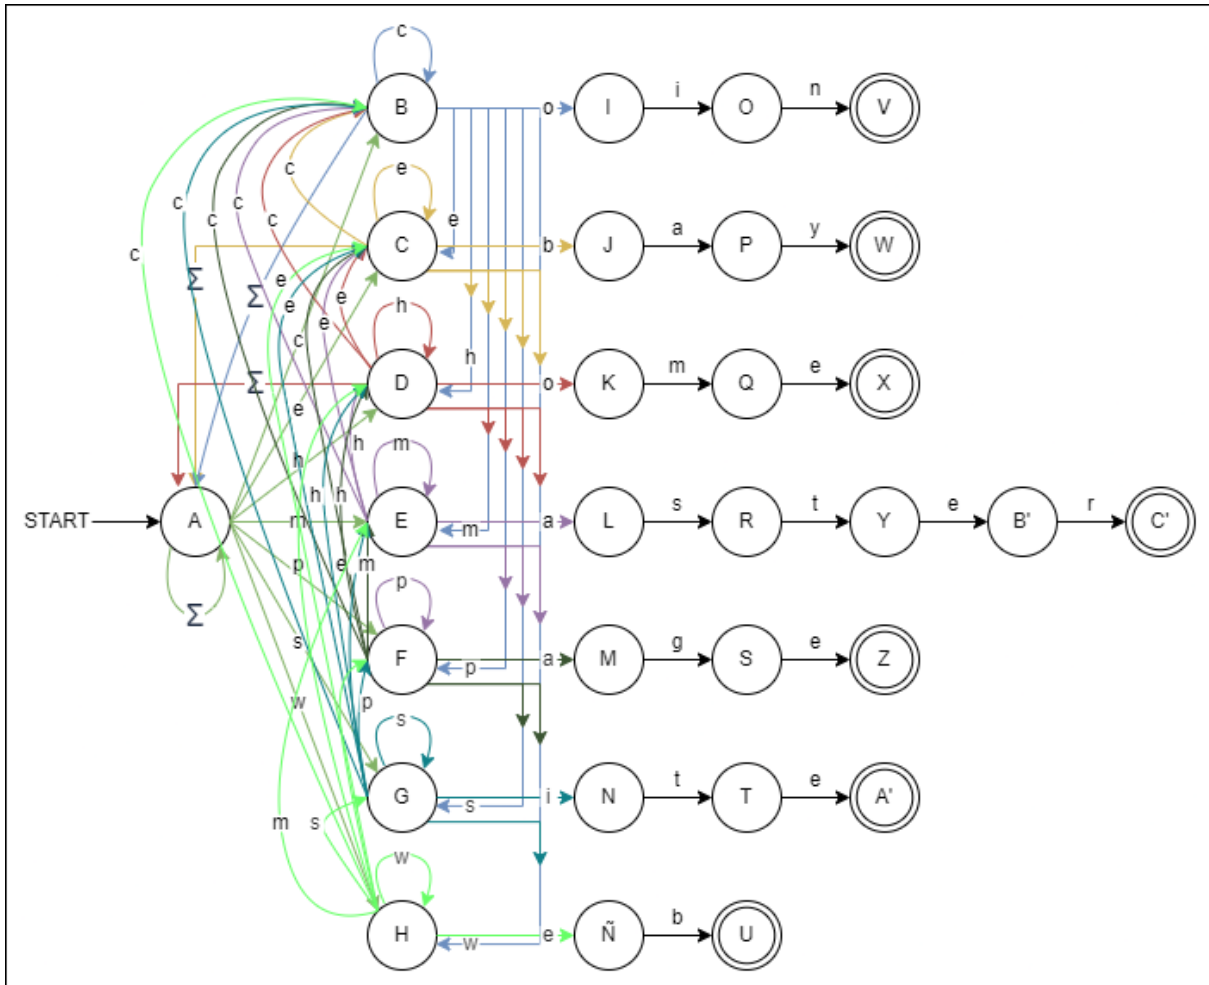 c
B o I i O n V
c
e
C e b J a P y W
c c c c c
Σ Σ e e e e c
h
D h o K m Q e X
Σ e
m
START A m E m a L s R t Y e B' r C'
h h h h
Σ p e m
p
F p a M g S e Z
s
w p
s
G s i N t T e A'
m s
w
H w e Ñ b U